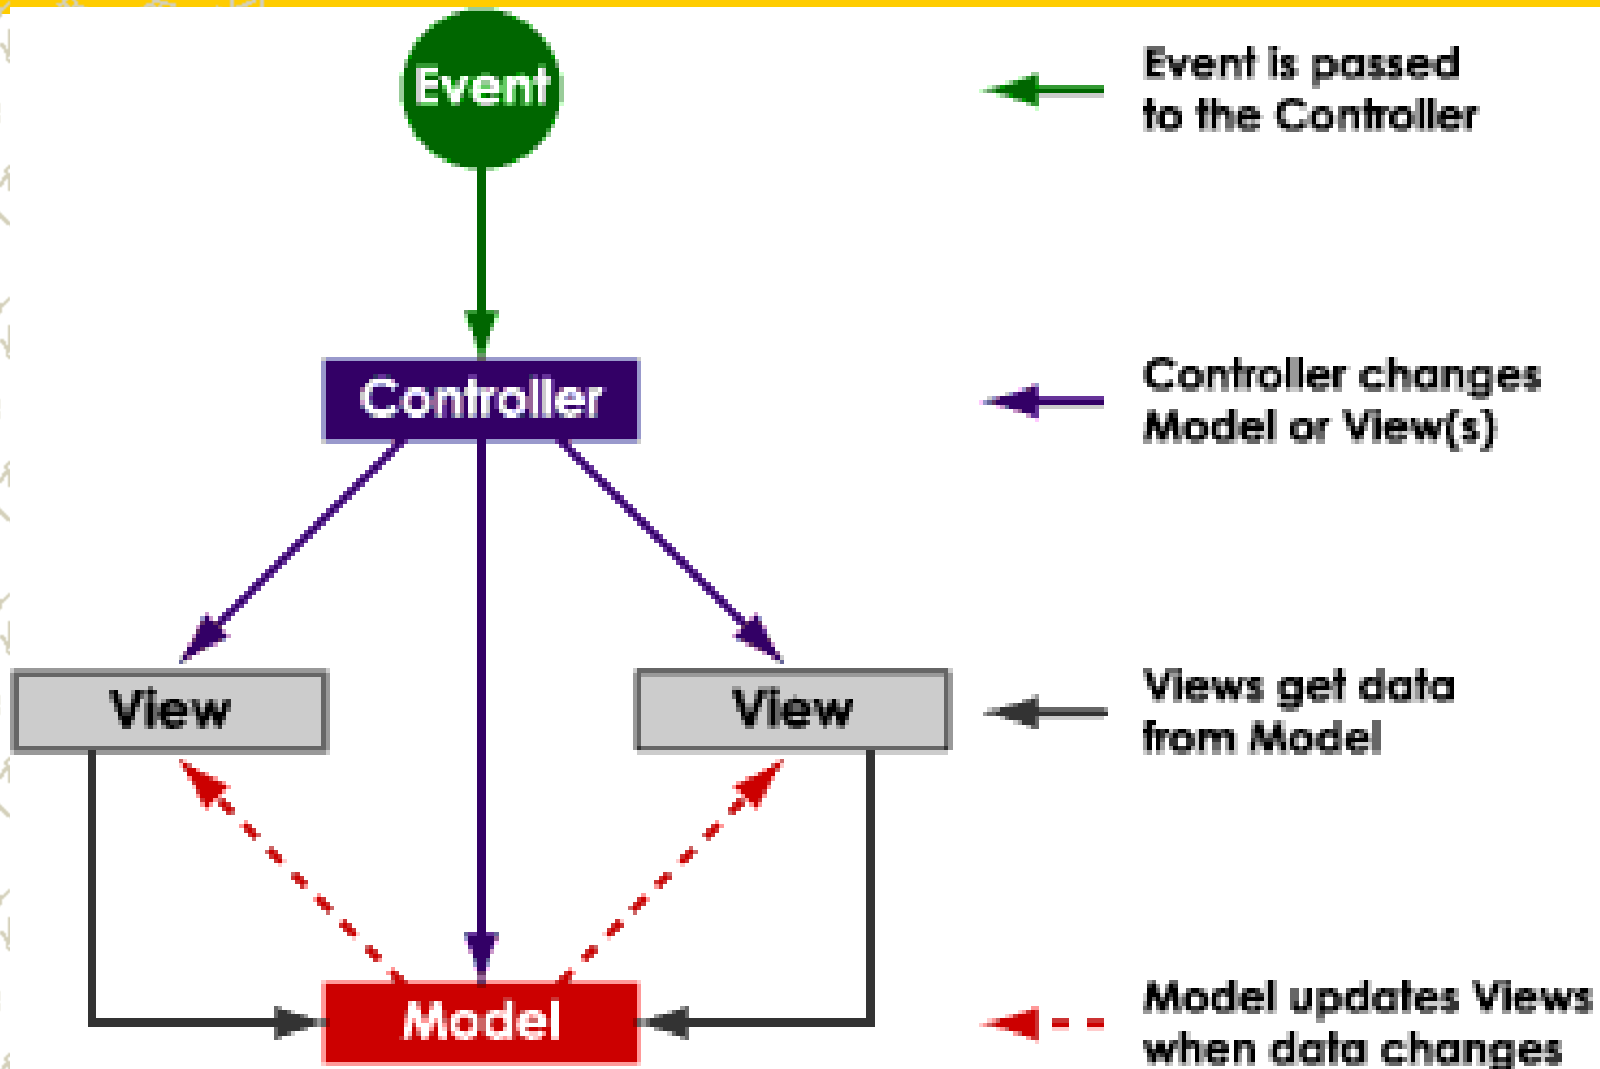 Event
Event is passed
to the Controller
Controller
Controller changes
Model or View(s)
View
View
Views get data
from Model
Model
Model updates Views
when data changes